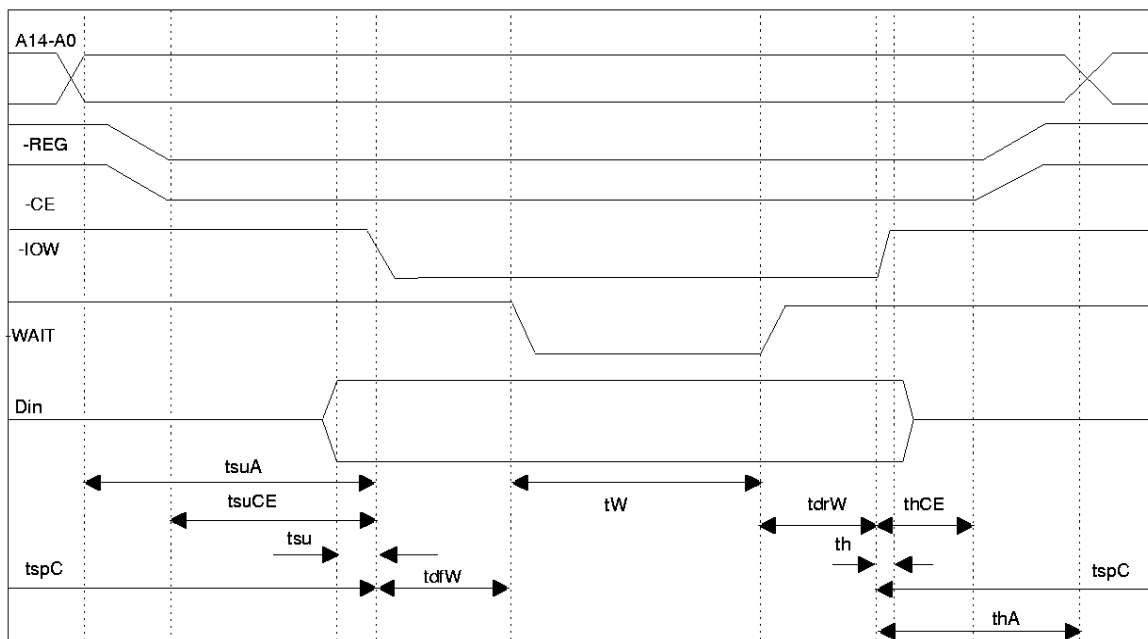 A14-A0
-REG
-CE
-IOW
-WAIT
Din
tsuA
tsuCE
tW
tdrW
thCE
tsu
th
tspC
tdfW
tspC
thA